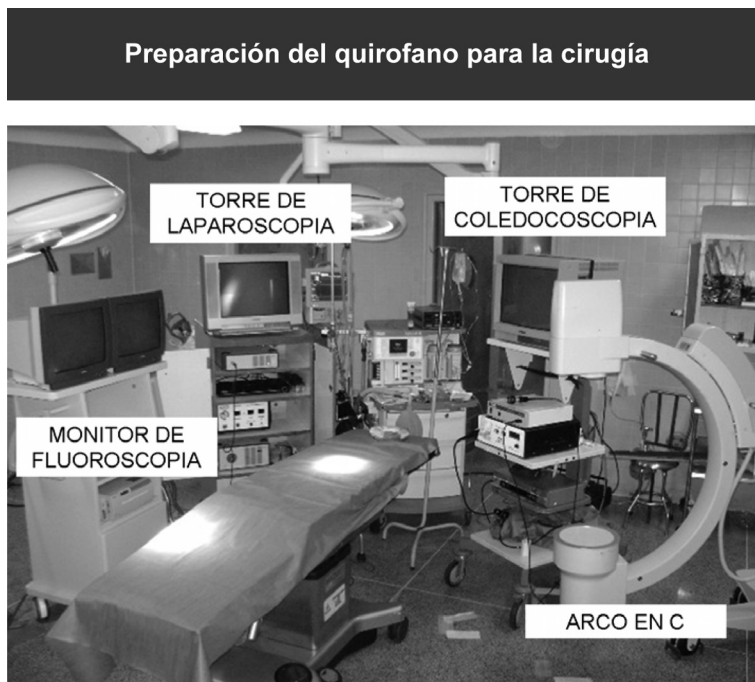 Preparación del quirofano para la cirugía
TORRE DE
LAPAROSCOPIA
TORRE DE
COLEDOCOSCOPIA
MONITOR DE
FLUOROSCOPIA
ARCO EN C